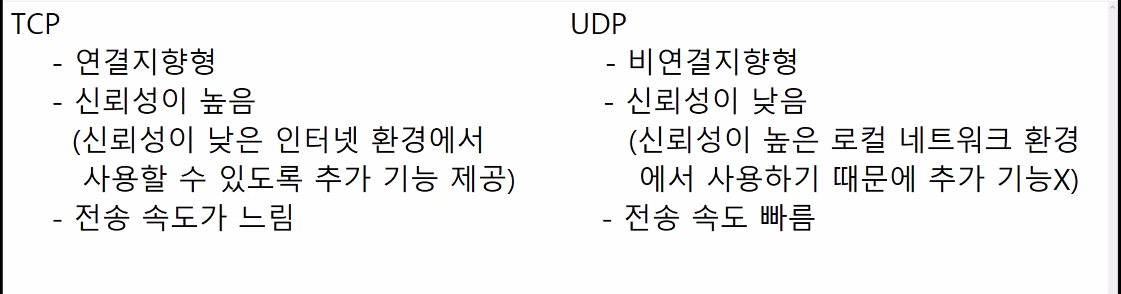 TCP
- 연결지향형
- 신뢰성이 높음
(신뢰성이 낮은 인터넷 환경에서
사용할 수 있도록 추가 기능 제공)
- 전송 속도가 느림
UDP
- 비연결지향형
- 신뢰성이 낮음
(신뢰성이 높은 로컬 네트워크 환경
에서 사용하기 때문에 추가 기능X)
- 전송 속도 빠름